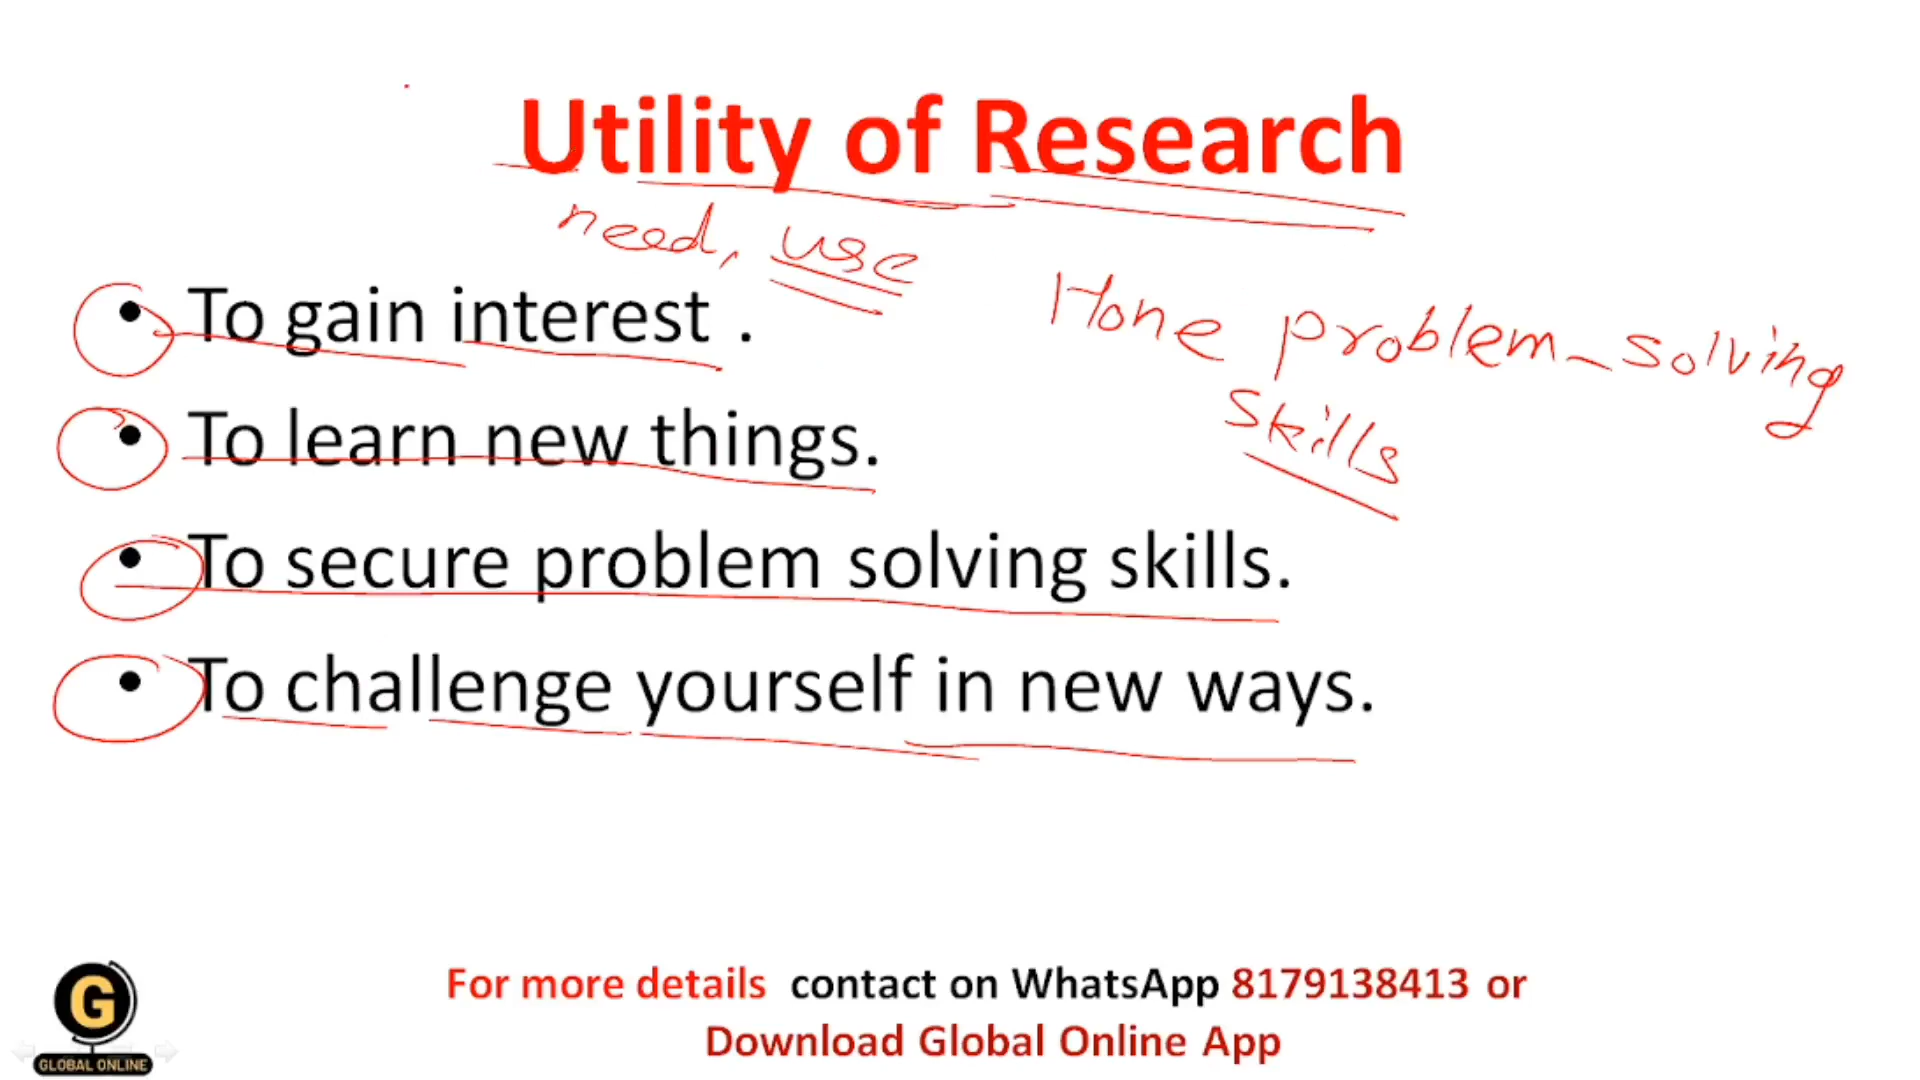 Utility of Research
need, use
• To gain interest .
Hone problem-solving
skills
• To learn new things.
• To secure problem solving skills.
• To challenge yourself in new ways.
For more details contact on WhatsApp 8179138413 or
Download Global Online App
G
GLOBAL ONLINE